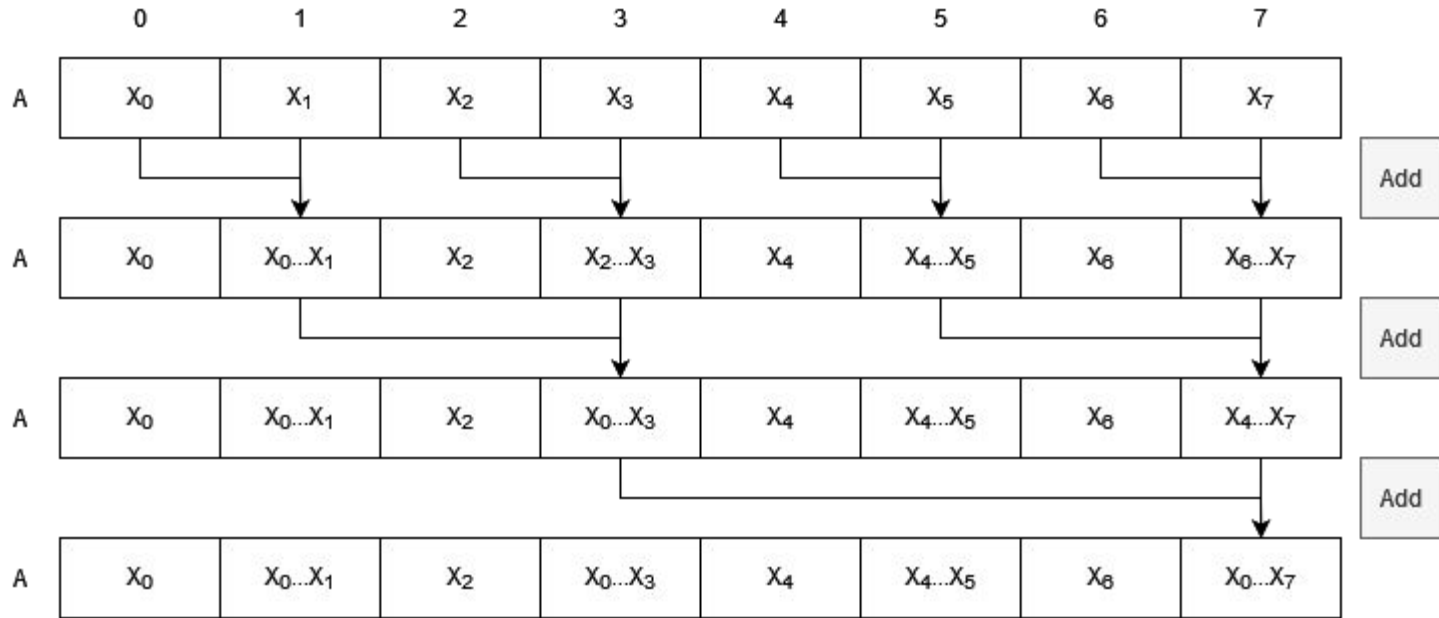 0 1 2 3 4 5 6 7
A X₀ X₁ X₂ X₃ X₄ X₅ X₆ X₇
Add
A X₀ X₀...X₁ X₂ X₂...X₃ X₄ X₄...X₅ X₆ X₆...X₇
Add
A X₀ X₀...X₁ X₂ X₀...X₃ X₄ X₄...X₅ X₆ X₄...X₇
Add
A X₀ X₀...X₁ X₂ X₀...X₃ X₄ X₄...X₅ X₆ X₀...X₇